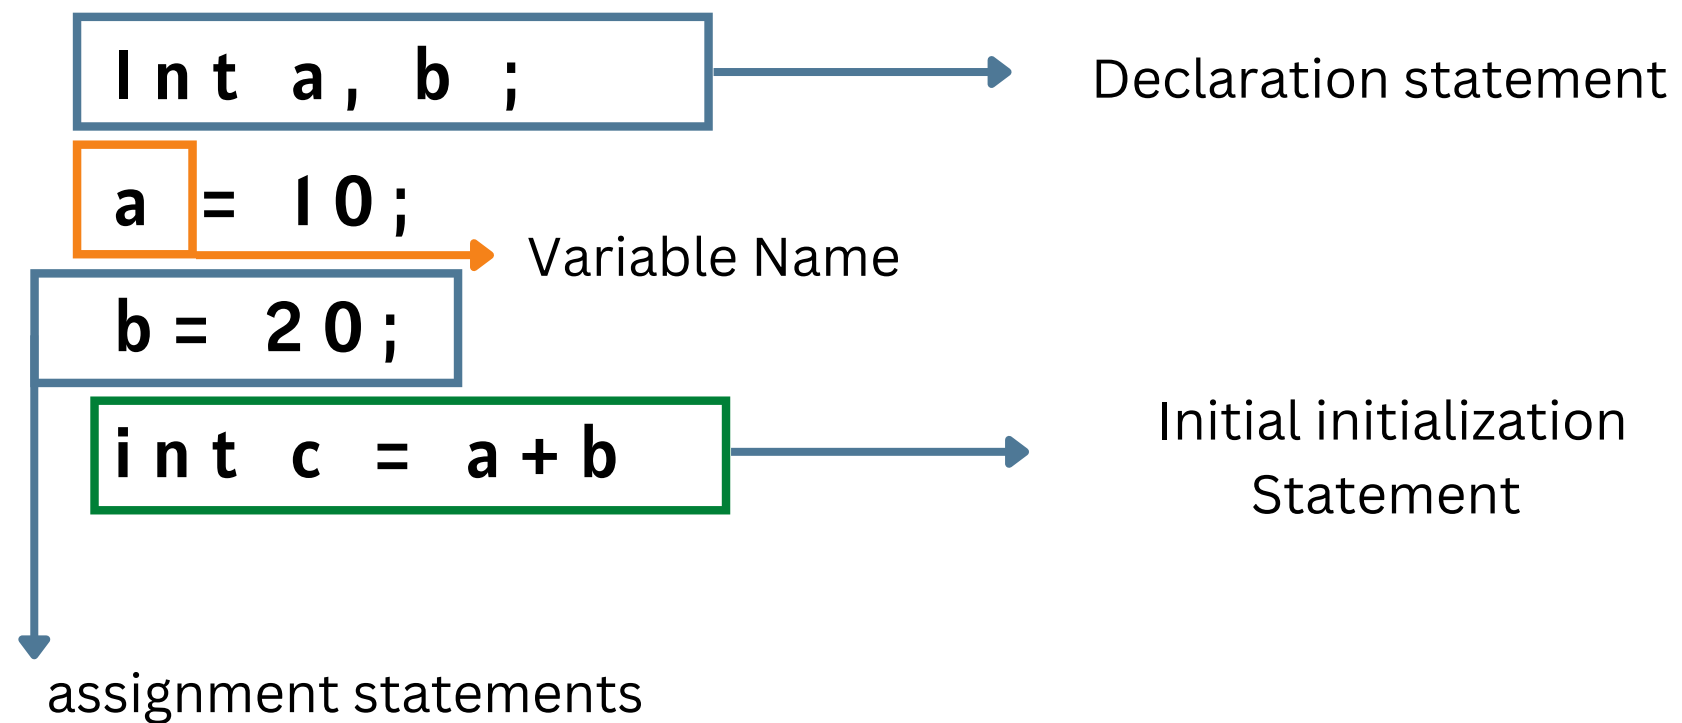 Int a, b ;
Declaration statement
a = 10;
Variable Name
b= 20;
int c = a+b
Initial initialization
Statement
assignment statements